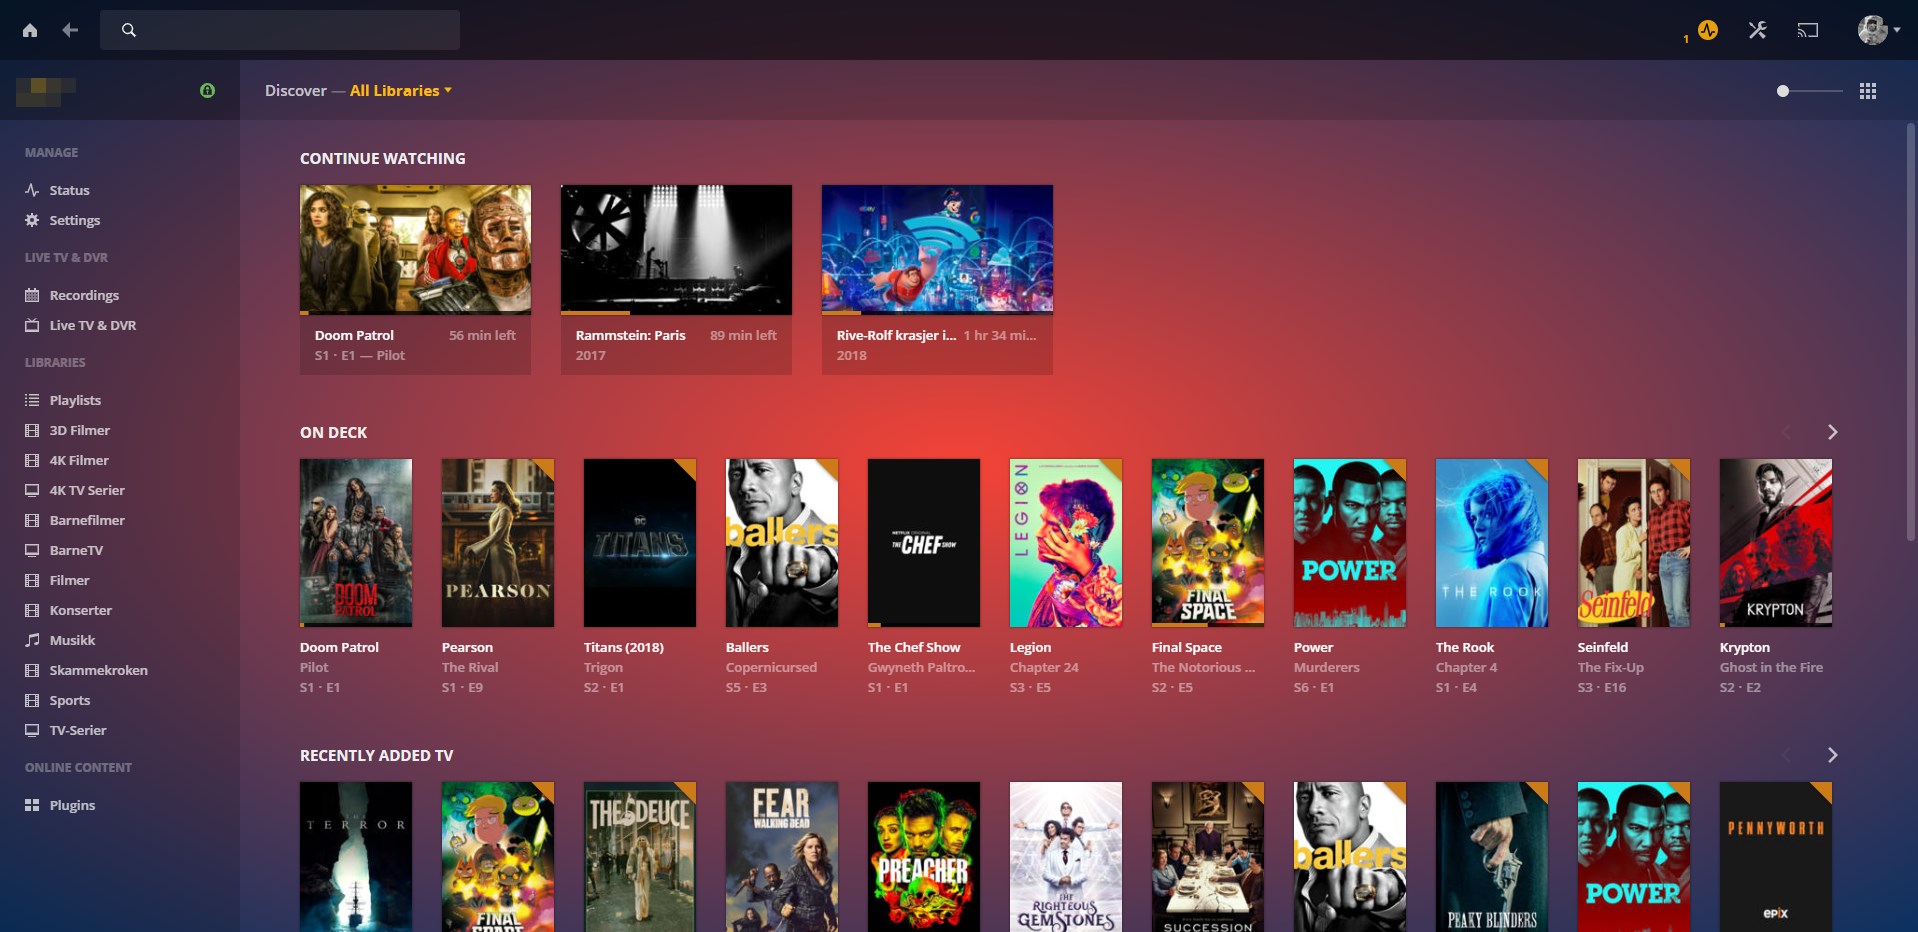 1
Discover — All Libraries
MANAGE
Status
Settings
LIVE TV & DVR
Recordings
Live TV & DVR
LIBRARIES
Playlists
3D Filmer
4K Filmer
4K TV Serier
Barnefilmer
BarneTV
Filmer
Konserter
Musikk
Skammekroken
Sports
TV-Serier
ONLINE CONTENT
Plugins
CONTINUE WATCHING
ebay
Doom Patrol 56 min left
S1 · E1 — Pilot
Rammstein: Paris 89 min left
2017
Rive-Rolf krasjer i... 1 hr 34 mi...
2018
ON DECK
DOOM
PATROL
PEARSON
DC
TITANS
ballers
NETFLIX ORIGINAL
THE CHEF SHOW
LEGION
FINAL
SPACE
POWER
THE ROOK
Seinfeld
KRYPTON
Doom Patrol
Pilot
S1 · E1
Pearson
The Rival
S1 · E9
Titans (2018)
Trigon
S2 · E1
Ballers
Copernicursed
S5 · E3
The Chef Show
Gwyneth Paltro...
S1 · E1
Legion
Chapter 24
S3 · E5
Final Space
The Notorious ...
S2 · E5
Power
Murderers
S6 · E1
The Rook
Chapter 4
S1 · E4
Seinfeld
The Fix-Up
S3 · E16
Krypton
Ghost in the Fire
S2 · E2
RECENTLY ADDED TV
THE
TERROR
FINAL
SPACE
THE DEUCE
FEAR
WALKING DEAD
PREACHER
THE
RIGHTEOUS
GEMSTONES
SUCCESSION
ballers
PEAKY BLINDERS
POWER
PENNYWORTH
epix